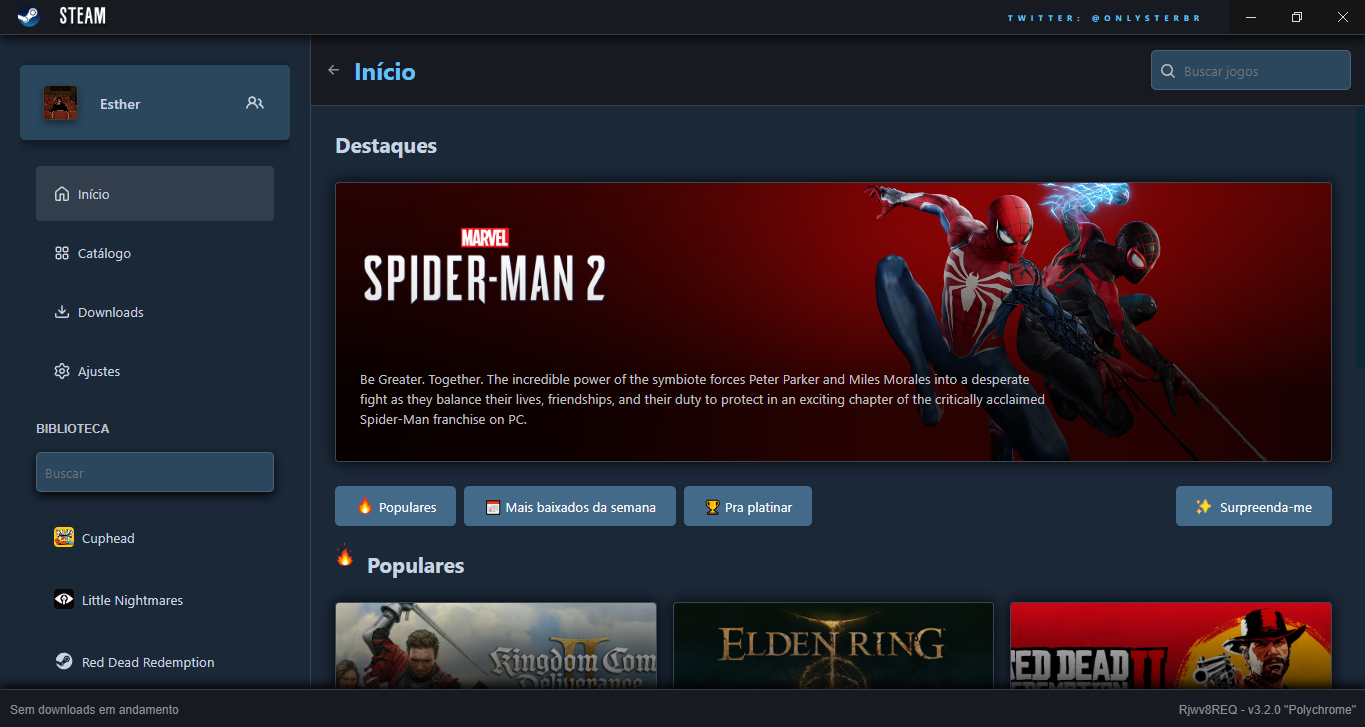 STEAM
TWITTER: @ONLYSTERBR
Esther
Início
Buscar jogos
Início
Catálogo
Downloads
Ajustes
BIBLIOTECA
Buscar
Cuphead
Little Nightmares
Red Dead Redemption
Destaques
MARVEL
SPIDER-MAN 2
Be Greater. Together. The incredible power of the symbiote forces Peter Parker and Miles Morales into a desperate
fight as they balance their lives, friendships, and their duty to protect in an exciting chapter of the critically acclaimed
Spider-Man franchise on PC.
Populares
Mais baixados da semana
Pra platinar
Surpreenda-me
Populares
Kingdom Com
Deliverance
II
ELDEN RING
RED DEAD
REDEMPTION II
Sem downloads em andamento
Rjwv8REQ - v3.2.0 "Polychrome"